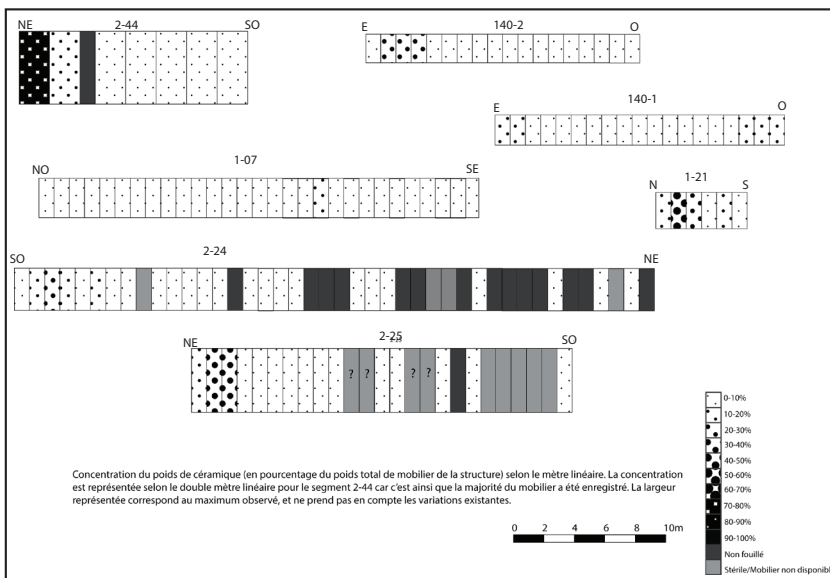 NE 2-44 SO
E 140-2 O
E 140-1 O
NO 1-07 SE
N 1-21 S
SO 2-24 NE
NE 2-25 SO
? ? ? ?
Concentration du poids de céramique (en pourcentage du poids total de mobilier de la structure) selon le mètre linéaire. La concentration
est représentée selon le double mètre linéaire pour le segment 2-44 car c'est ainsi que la majorité du mobilier a été enregistré. La largeur
représentée correspond au maximum observé, et ne prend pas en compte les variations existantes.
0 2 4 6 8 10m
0-10%
10-20%
20-30%
30-40%
40-50%
50-60%
60-70%
70-80%
80-90%
90-100%
Non fouillé
Stérile/Mobilier non disponible